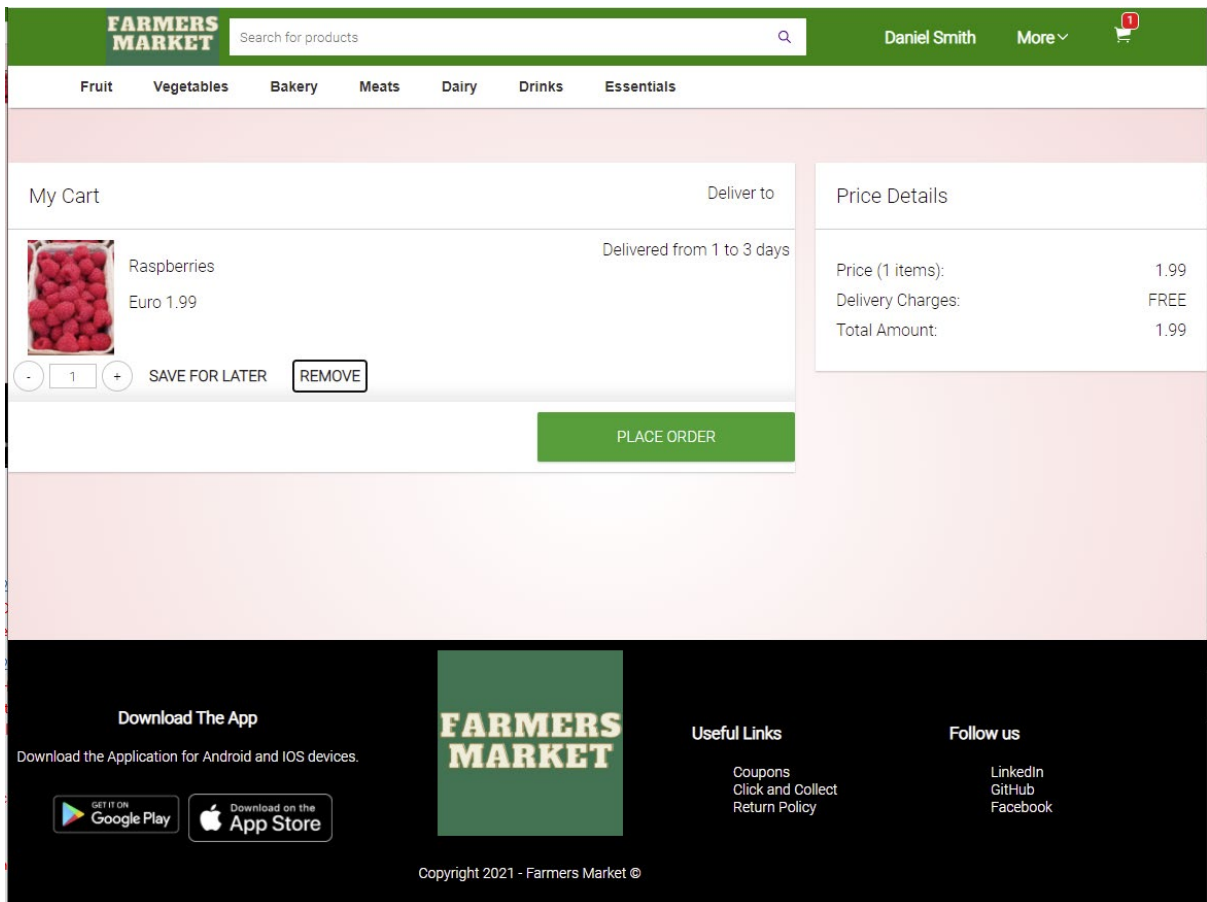 FARMERS
MARKET
Search for products
Daniel Smith
More
1
Fruit Vegetables Bakery Meats Dairy Drinks Essentials
My Cart
Deliver to
Raspberries
Delivered from 1 to 3 days
Euro 1.99
- 1 + SAVE FOR LATER REMOVE
PLACE ORDER
Price Details
Price (1 items): 1.99
Delivery Charges: FREE
Total Amount: 1.99
Download The App
Download the Application for Android and IOS devices.
GET IT ON
Google Play
Download on the
App Store
FARMERS
MARKET
Useful Links
Coupons
Click and Collect
Return Policy
Follow us
LinkedIn
GitHub
Facebook
Copyright 2021 - Farmers Market ©